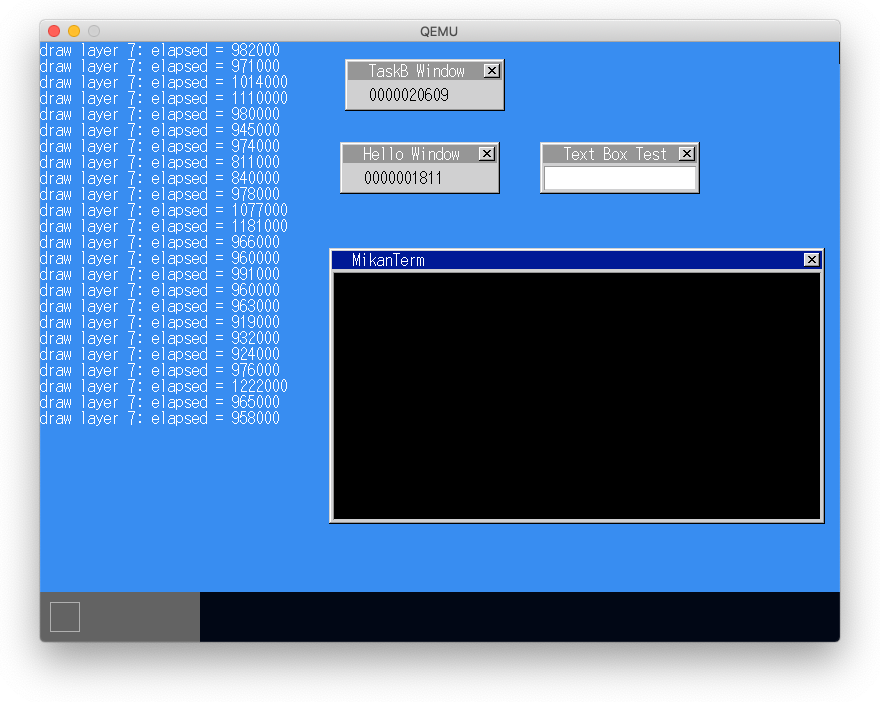 QEMU
draw layer 7: elapsed = 982000
draw layer 7: elapsed = 971000
draw layer 7: elapsed = 1014000
draw layer 7: elapsed = 1110000
draw layer 7: elapsed = 980000
draw layer 7: elapsed = 945000
draw layer 7: elapsed = 974000
draw layer 7: elapsed = 811000
draw layer 7: elapsed = 840000
draw layer 7: elapsed = 978000
draw layer 7: elapsed = 1077000
draw layer 7: elapsed = 1181000
draw layer 7: elapsed = 966000
draw layer 7: elapsed = 960000
draw layer 7: elapsed = 991000
draw layer 7: elapsed = 960000
draw layer 7: elapsed = 963000
draw layer 7: elapsed = 919000
draw layer 7: elapsed = 932000
draw layer 7: elapsed = 924000
draw layer 7: elapsed = 976000
draw layer 7: elapsed = 1222000
draw layer 7: elapsed = 965000
draw layer 7: elapsed = 958000
TaskB Window
0000020609
Hello Window
0000001811
Text Box Test
MikanTerm